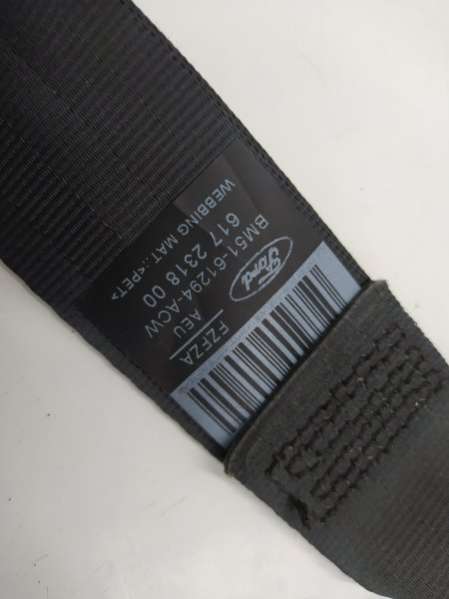 Ford
BM51-61294-ACW
617 2318 00
WEBBING MAT.:<PET>
AEU
FZFZA